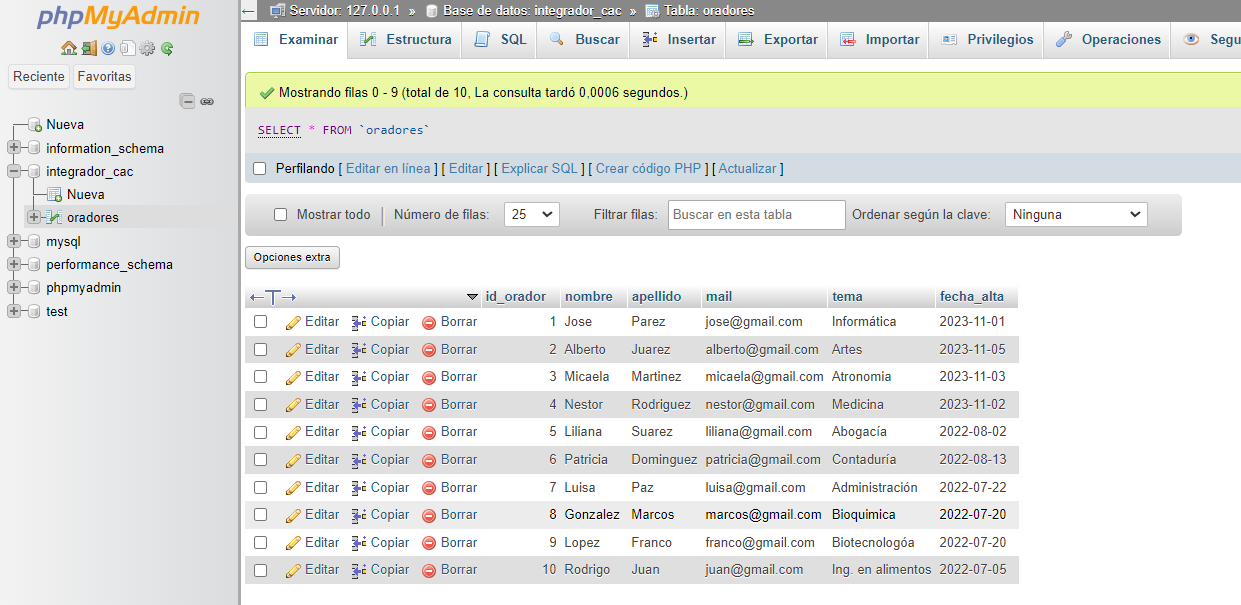 phpMyAdmin
Reciente Favoritas
Nueva
information_schema
integrador_cac
Nueva
oradores
mysql
performance_schema
phpmyadmin
test
Servidor: 127.0.0.1 » Base de datos: integrador_cac » Tabla: oradores
Examinar Estructura SQL Buscar Insertar Exportar Importar Privilegios Operaciones Segu
Mostrando filas 0 - 9 (total de 10, La consulta tardó 0,0006 segundos.)
SELECT * FROM `oradores`
Perfilando [ Editar en línea ] [ Editar ] [ Explicar SQL ] [ Crear código PHP ] [ Actualizar ]
Mostrar todo | Número de filas: 25 Filtrar filas: Buscar en esta tabla Ordenar según la clave: Ninguna
Opciones extra
←T→ id_orador nombre apellido mail tema fecha_alta
Editar Copiar Borrar 1 Jose Parez jose@gmail.com Informática 2023-11-01
Editar Copiar Borrar 2 Alberto Juarez alberto@gmail.com Artes 2023-11-05
Editar Copiar Borrar 3 Micaela Martinez micaela@gmail.com Atronomia 2023-11-03
Editar Copiar Borrar 4 Nestor Rodriguez nestor@gmail.com Medicina 2023-11-02
Editar Copiar Borrar 5 Liliana Suarez liliana@gmail.com Abogacía 2022-08-02
Editar Copiar Borrar 6 Patricia Dominguez patricia@gmail.com Contaduría 2022-08-13
Editar Copiar Borrar 7 Luisa Paz luisa@gmail.com Administración 2022-07-22
Editar Copiar Borrar 8 Gonzalez Marcos marcos@gmail.com Bioquimica 2022-07-20
Editar Copiar Borrar 9 Lopez Franco franco@gmail.com Biotecnologóa 2022-07-20
Editar Copiar Borrar 10 Rodrigo Juan juan@gmail.com Ing. en alimentos 2022-07-05